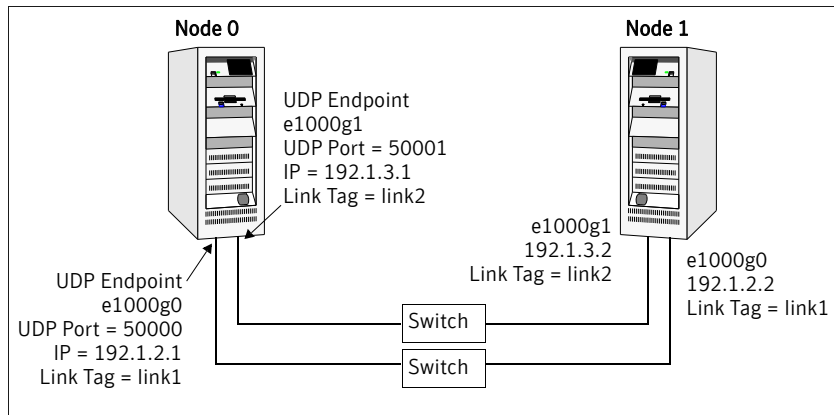 Node 0
Node 1
UDP Endpoint
e1000g1
UDP Port = 50001
IP = 192.1.3.1
Link Tag = link2
UDP Endpoint
e1000g0
UDP Port = 50000
IP = 192.1.2.1
Link Tag = link1
e1000g1
192.1.3.2
Link Tag = link2
e1000g0
192.1.2.2
Link Tag = link1
Switch
Switch